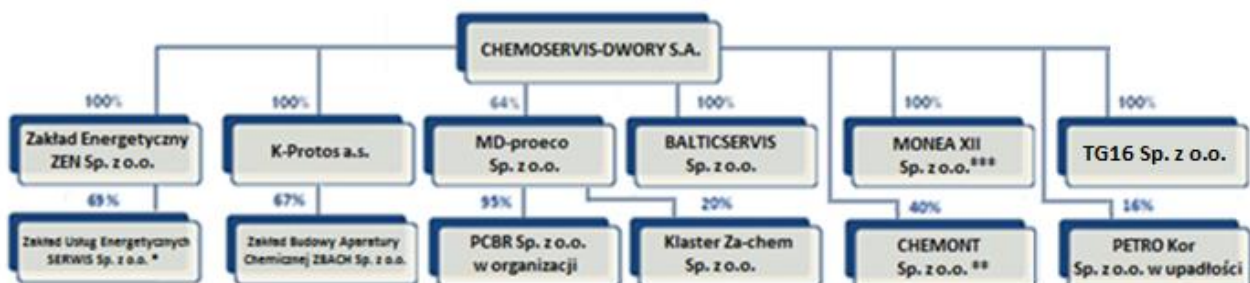 CHEMOSERVIS-DWORY S.A.
100%
100%
64%
100%
100%
100%
Zakład Energetyczny
ZEN Sp. z o.o.
K-Protos a.s.
MD-proeco
Sp. z o.o.
BALTICSERVIS
Sp. z o.o.
MONEA XII
Sp. z o.o.***
TG16 Sp. z o.o.
69%
67%
95%
20%
40%
16%
Zakład Usług Energetycznych
SERWIS Sp. z o.o. *
Zakład Budowy Aparatury
Chemicznej ZBACH Sp. z o.o.
PCBR Sp. z o.o.
w organizacji
Klaster Za-chem
Sp. z o.o.
CHEMONT
Sp. z o.o. **
PETRO Kor
Sp. z o.o. w upadłości